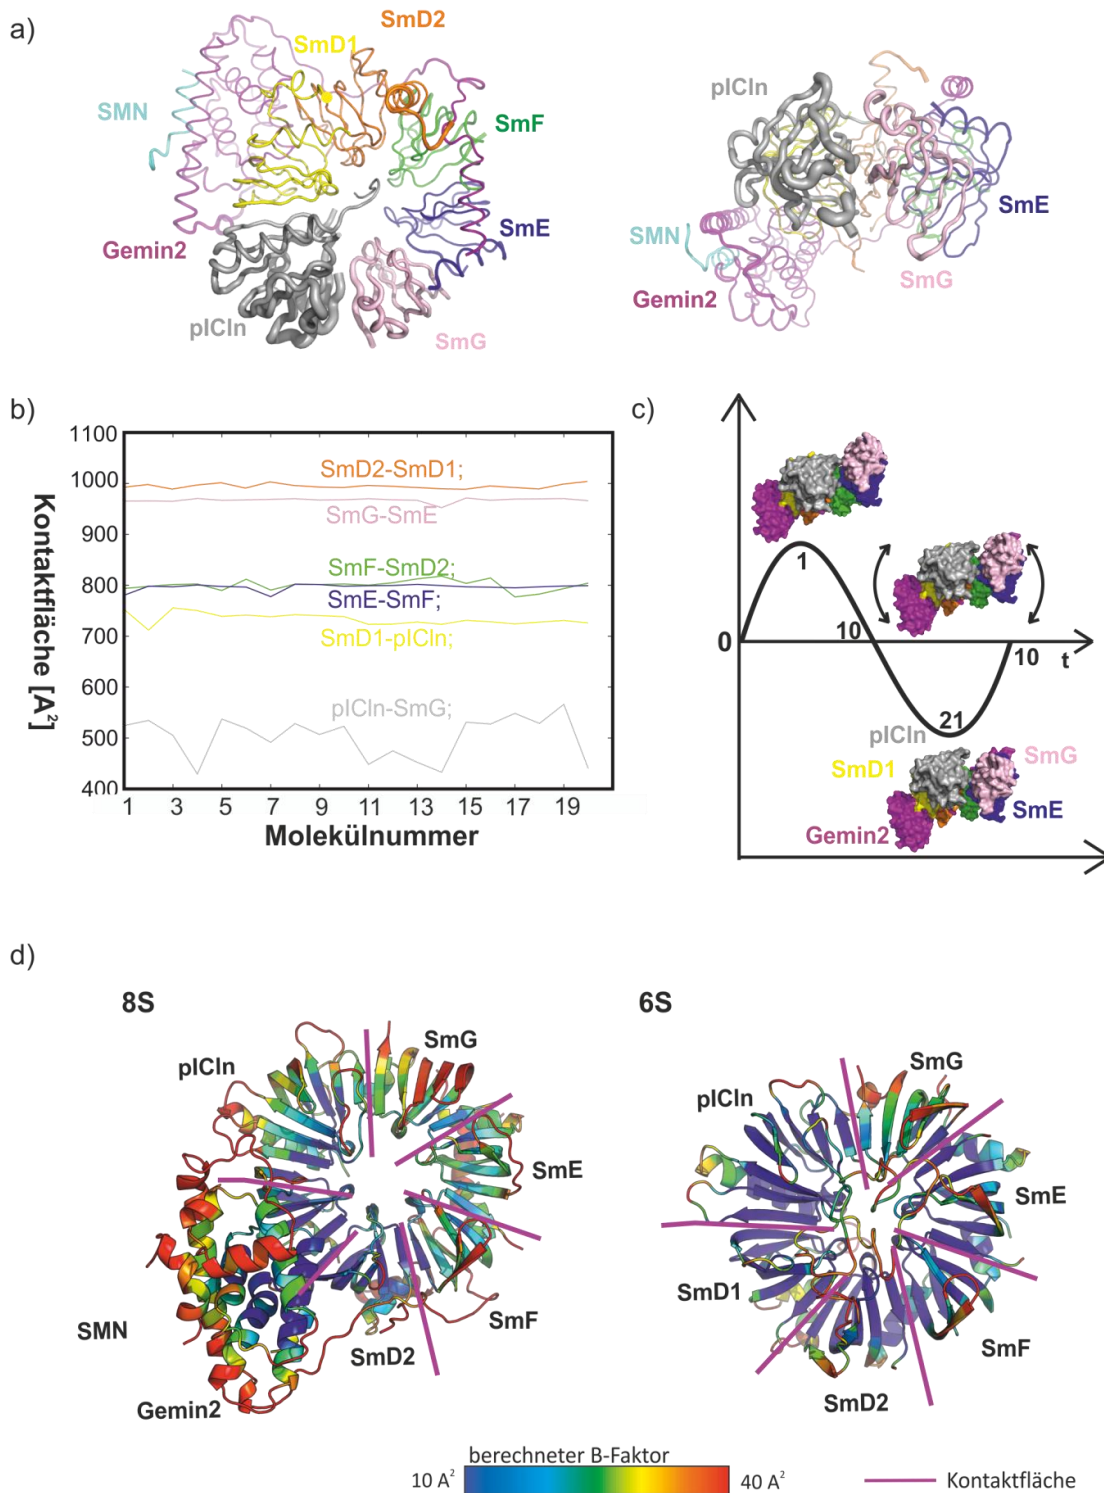 a)
SmD2
SmD1
SMN
SmF
SmE
Gemin2
pICln
SmG
pICln
SmE
SMN
SmG
Gemin2
b)
Kontaktfläche [A²]
1100
1000
900
800
700
600
500
400
SmD2-SmD1;
SmG-SmE
SmF-SmD2;
SmE-SmF;
SmD1-pICln;
pICln-SmG;
1 3 5 7 9 11 13 15 17 19
Molekülnummer
c)
0
1
10
10
t
21
pICln
SmD1
SmG
SmE
Gemin2
d)
8S
pICln
SmG
SmE
SmF
SmD2
SMN
Gemin2
6S
SmG
pICln
SmE
SmD1
SmF
SmD2
berechneter B-Faktor
10 A² 40 A²
Kontaktfläche